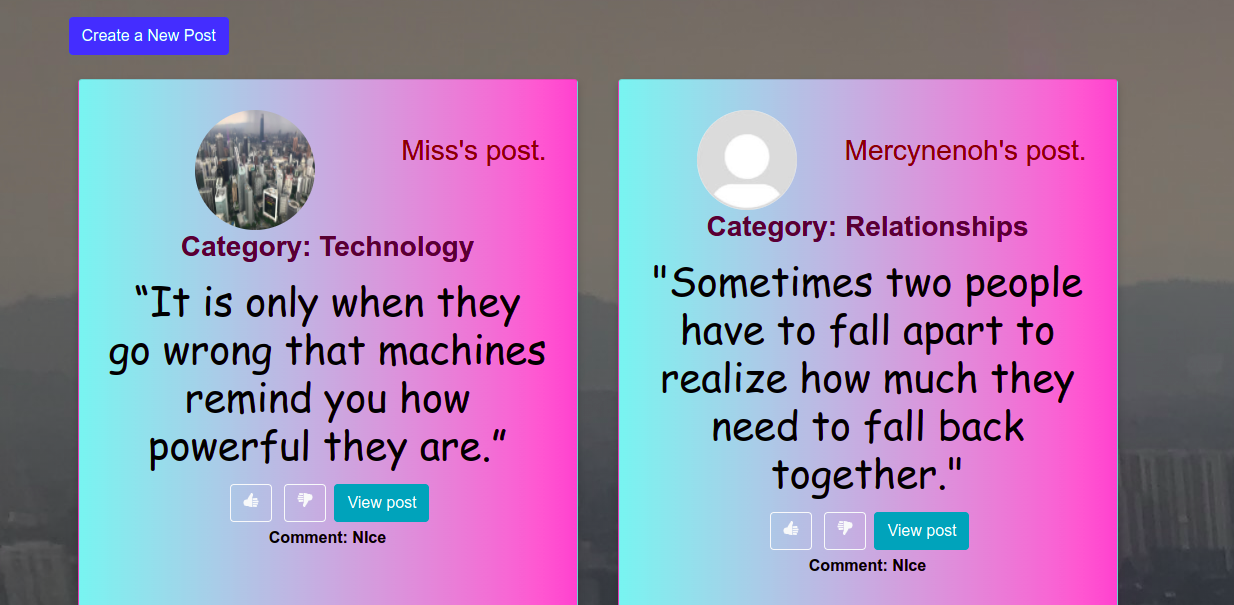 Create a New Post
Miss's post.
Category: Technology
“It is only when they
go wrong that machines
remind you how
powerful they are.”
View post
Comment: NIce
Mercynenoh's post.
Category: Relationships
"Sometimes two people
have to fall apart to
realize how much they
need to fall back
together."
View post
Comment: NIce